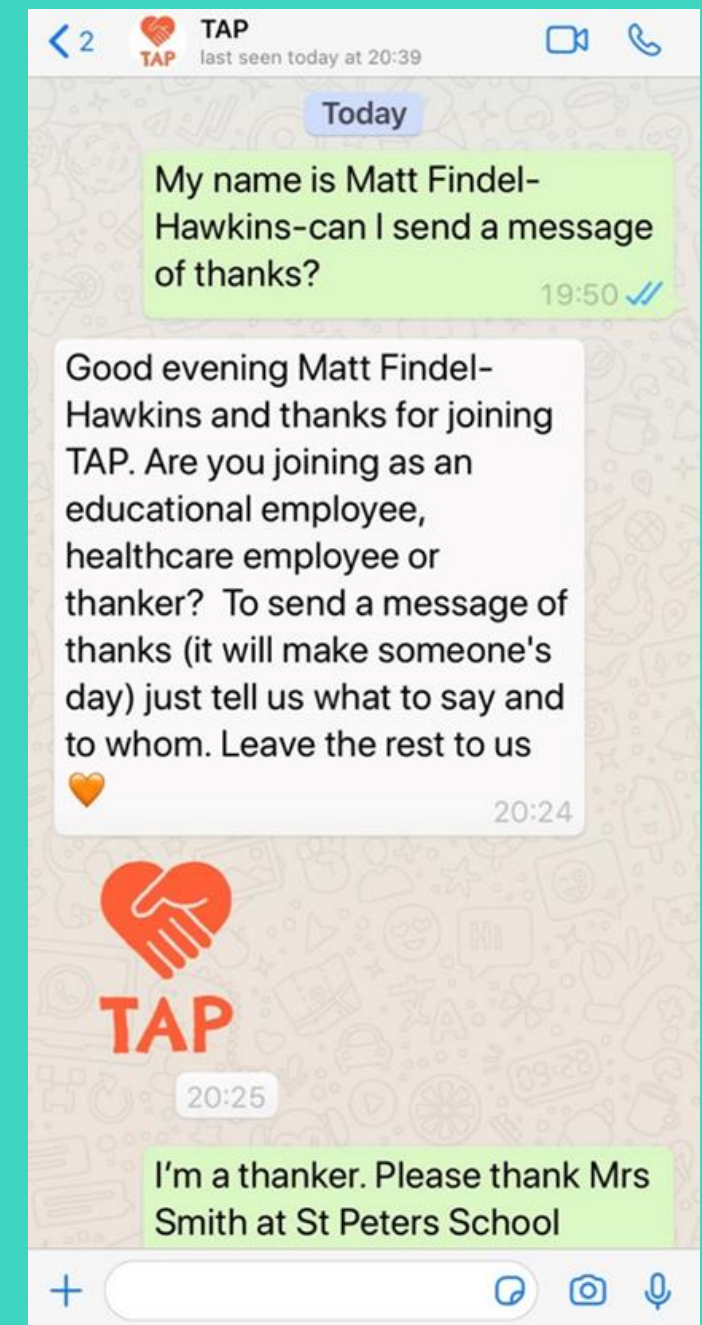 2
TAP
TAP
last seen today at 20:39
Today
My name is Matt Findel-
Hawkins-can I send a message
of thanks?
19:50
Good evening Matt Findel-
Hawkins and thanks for joining
TAP. Are you joining as an
educational employee,
healthcare employee or
thanker?  To send a message of
thanks (it will make someone's
day) just tell us what to say and
to whom. Leave the rest to us
🧡
20:24
TAP
20:25
I'm a thanker. Please thank Mrs
Smith at St Peters School